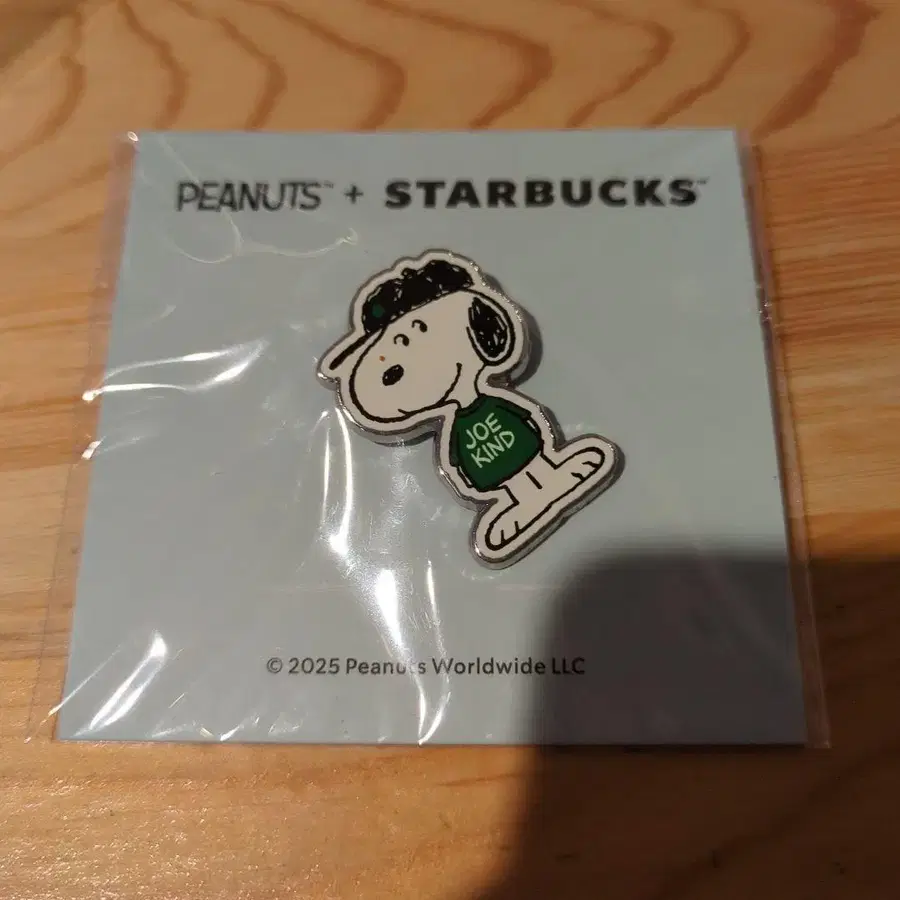 PEANUTS™ + STARBUCKS™
JOE
KIND
© 2025 Peanuts Worldwide LLC